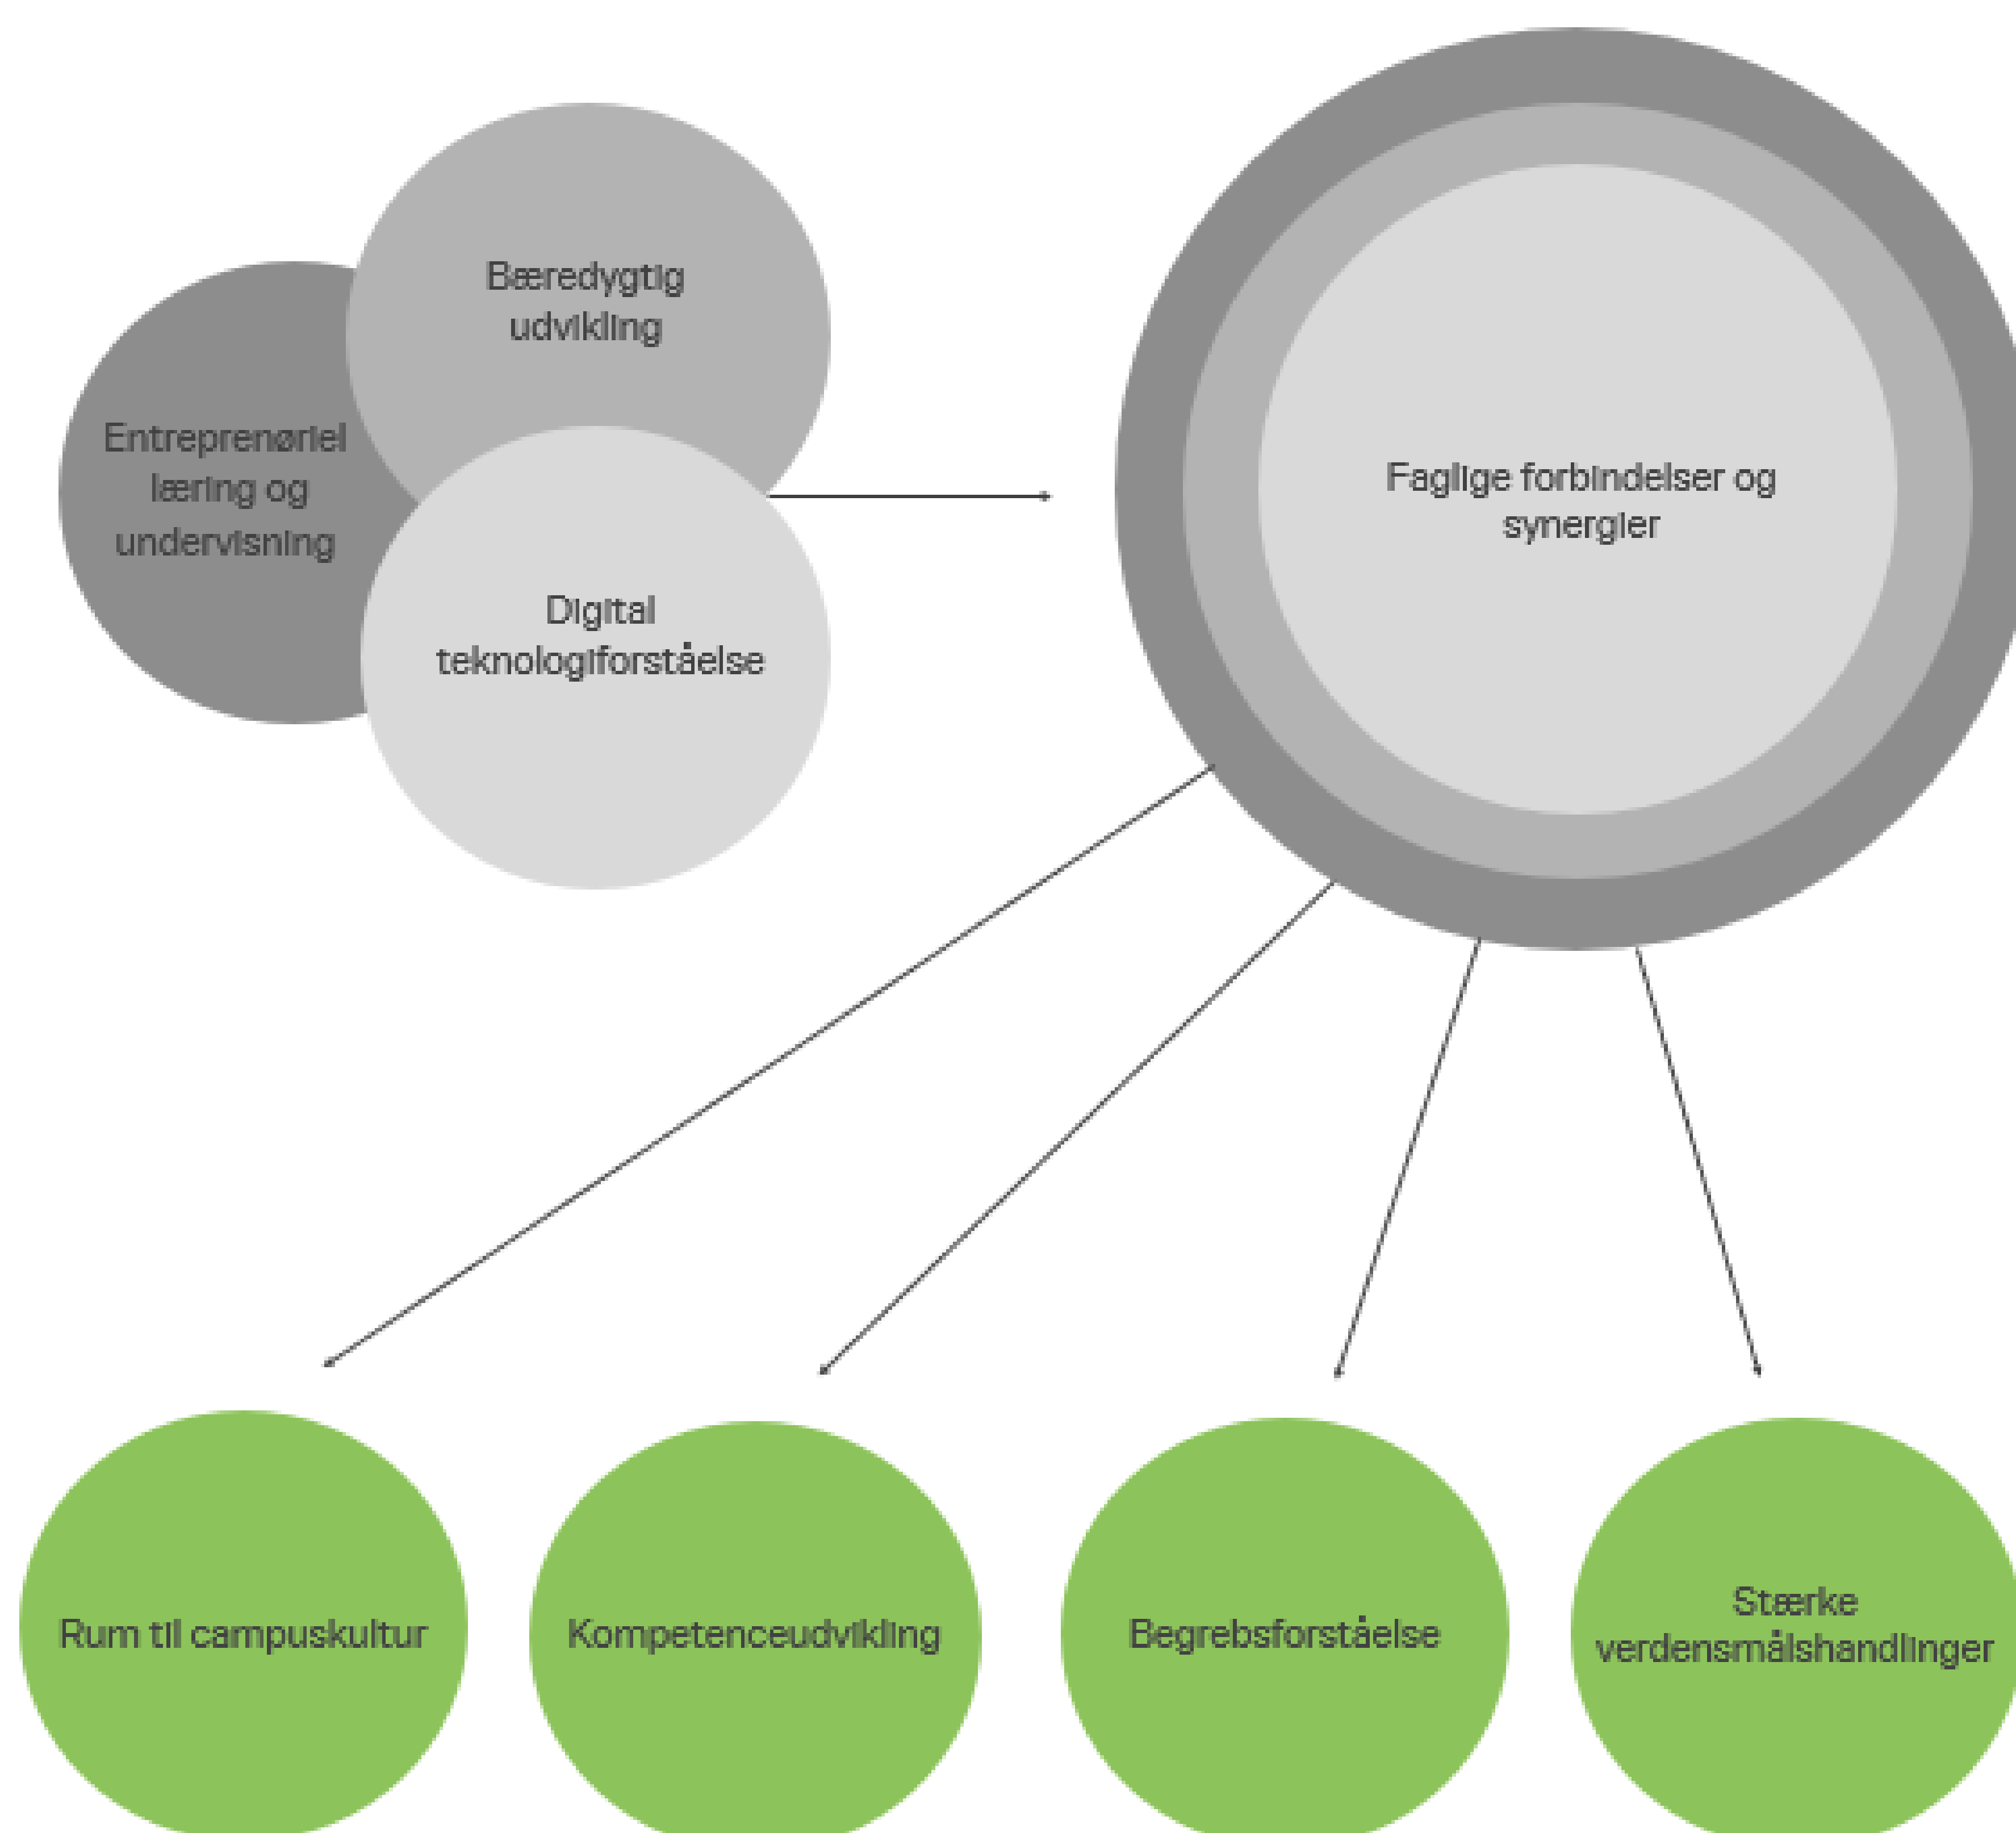 Bæredygtig
udvikling
Entreprenøriel
læring og
undervisning
Digital
teknologiforståelse
Faglige forbindelser og
synergier
Rum til campuskultur
Kompetenceudvikling
Begrebsforståelse
Stærke
verdensmålshandlinger